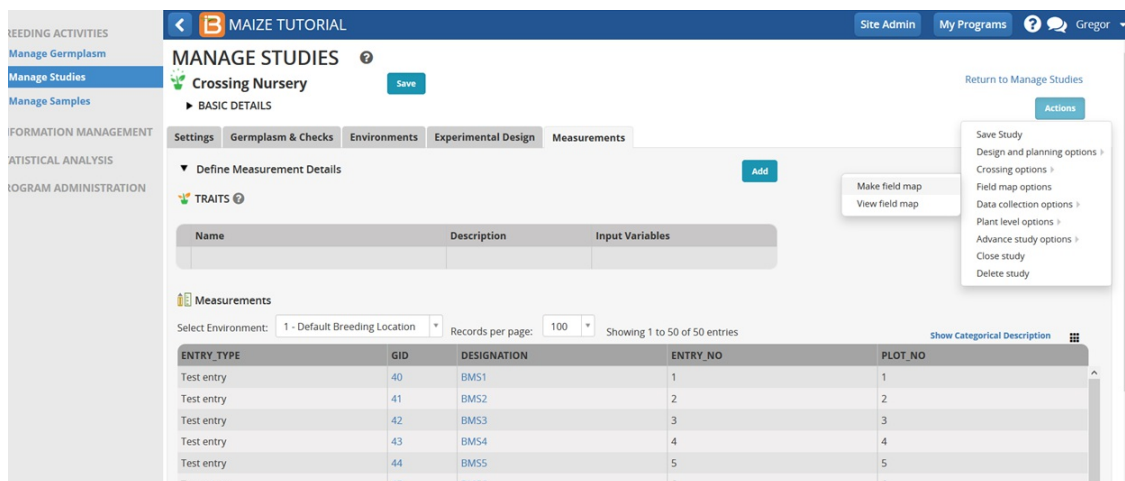 MAIZE TUTORIAL
Site Admin
My Programs
Gregor
REEDING ACTIVITIES
Manage Germplasm
Manage Studies
Manage Samples
NFORMATION MANAGEMENT
TATISTICAL ANALYSIS
ROGRAM ADMINISTRATION
MANAGE STUDIES
Crossing Nursery
Save
Return to Manage Studies
BASIC DETAILS
Actions
Settings
Germplasm & Checks
Environments
Experimental Design
Measurements
Save Study
Design and planning options
Crossing options
Field map options
Data collection options
Plant level options
Advance study options
Close study
Delete study
Make field map
View field map
Define Measurement Details
Add
TRAITS
Name Description Input Variables
Measurements
Select Environment: 1 - Default Breeding Location Records per page: 100 Showing 1 to 50 of 50 entries
Show Categorical Description
ENTRY_TYPE GID DESIGNATION ENTRY_NO PLOT_NO
Test entry 40 BMS1 1 1
Test entry 41 BMS2 2 2
Test entry 42 BMS3 3 3
Test entry 43 BMS4 4 4
Test entry 44 BMS5 5 5